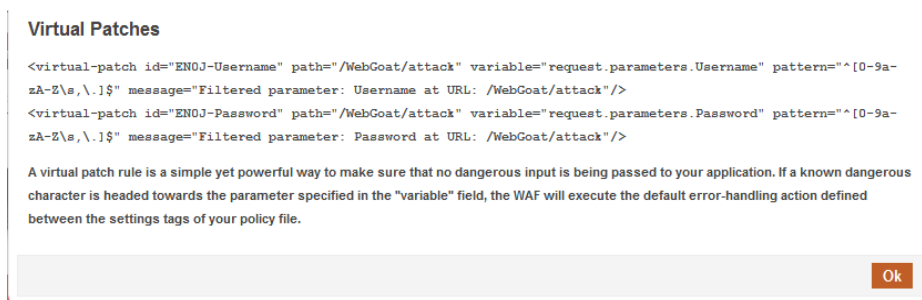 Virtual Patches
<virtual-patch id="EN0J-Username" path="/WebGoat/attack" variable="request.parameters.Username" pattern="^[0-9a-
zA-Z\s,\.]$" message="Filtered parameter: Username at URL: /WebGoat/attack"/>
<virtual-patch id="EN0J-Password" path="/WebGoat/attack" variable="request.parameters.Password" pattern="^[0-9a-
zA-Z\s,\.]$" message="Filtered parameter: Password at URL: /WebGoat/attack"/>
A virtual patch rule is a simple yet powerful way to make sure that no dangerous input is being passed to your application. If a known dangerous
character is headed towards the parameter specified in the "variable" field, the WAF will execute the default error-handling action defined
between the settings tags of your policy file.
Ok